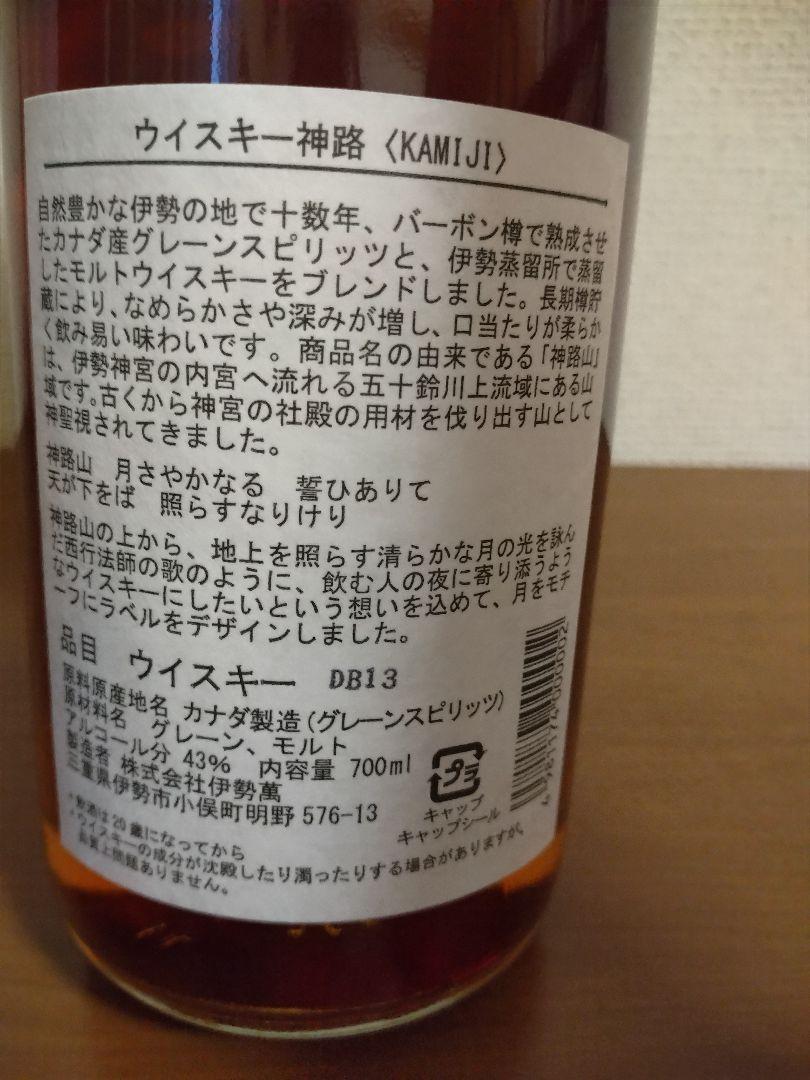 ウイスキー神路〈KAMIJI〉
自然豊かな伊勢の地で十数年、バーボン樽で熟成させ
たカナダ産グレーンスピリッツと、伊勢蒸留所で蒸留
したモルトウイスキーをブレンドしました。長期樽貯
蔵により、なめらかさや深みが増し、口当たりが柔らか
く飲み易い味わいです。商品名の由来である「神路山」
は、伊勢神宮の内宮へ流れる五十鈴川上流域にある山
域です。古くから神宮の社殿の用材を伐り出す山として
神聖視されてきました。
神路山　月さやかなる　誓ひありて
天が下をば　照らすなりけり
神路山の上から、地上を照らす清らかな月の光を詠ん
だ西行法師の歌のように、飲む人の夜に寄り添うよう
なウイスキーにしたいという想いを込めて、月をモチ
ーフにラベルをデザインしました。
品目　ウイスキー　DB13
原料原産地名　カナダ製造(グレーンスピリッツ)
原材料名　グレーン、モルト
アルコール分 43%　内容量 700ml
製造者 株式会社伊勢萬
三重県伊勢市小俣町明野 576-13
プラ
キャップ
キャップシール
*飲酒は20歳になってから
*ウイスキーの成分が沈殿したり濁ったりする場合がありますが、
品質上問題ありません。
4 981174 000002